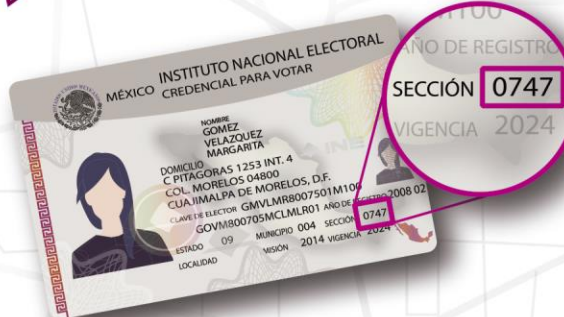 INSTITUTO NACIONAL ELECTORAL
MÉXICO CREDENCIAL PARA VOTAR
NOMBRE
GOMEZ
VELAZQUEZ
MARGARITA
DOMICILIO
C PITAGORAS 1253 INT. 4
COL. MORELOS 04800
CUAJIMALPA DE MORELOS, D.F.
CLAVE DE ELECTOR GMVLMR8007501M100
GOVM800705MCLMLR01 AÑO DE REGISTRO 2008 02
ESTADO 09 MUNICIPIO 004 SECCIÓN 0747
LOCALIDAD MISIÓN 2014 VIGENCIA 2024
AÑO DE REGISTRO
SECCIÓN 0747
VIGENCIA 2024